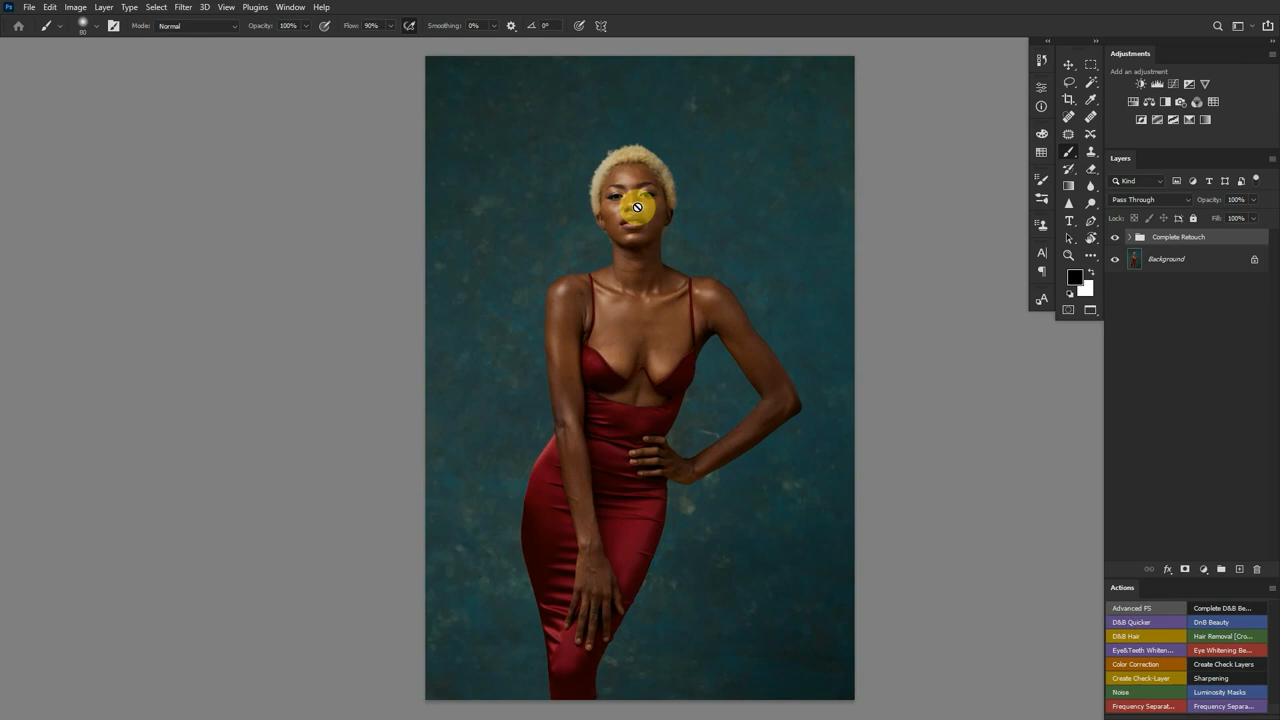 Ps File Edit Image Layer Type Select Filter 3D View Plugins Window Help
80 Mode: Normal Opacity: 100% Flow: 90% Smoothing: 0% 0°
Adjustments
Add an adjustment
Layers
Kind
Pass Through Opacity: 100%
Lock: Fill: 100%
Complete Retouch
Background
Actions
Advanced FS Complete D&B Be...
D&B Quicker DnB Beauty
D&B Hair Hair Removal [Cro...
Eye&Teeth Whiten... Eye Whitening Be...
Color Correction Create Check Layers
Create Check-Layer Sharpening
Noise Luminosity Masks
Frequency Separat... Frequency Separa...